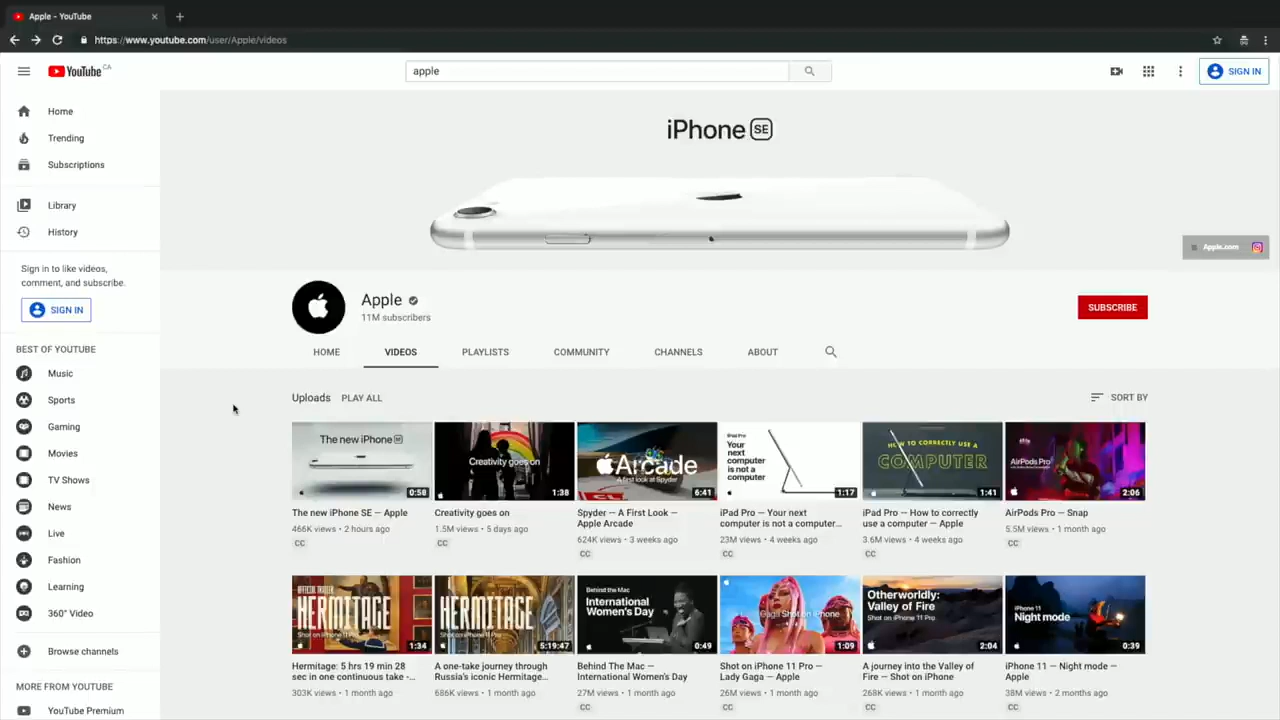 Apple - YouTube
https://www.youtube.com/user/Apple/videos
YouTube CA
apple
SIGN IN
Home
Trending
Subscriptions
Library
History
Sign in to like videos,
comment, and subscribe.
SIGN IN
BEST OF YOUTUBE
Music
Sports
Gaming
Movies
TV Shows
News
Live
Fashion
Learning
360° Video
Browse channels
MORE FROM YOUTUBE
YouTube Premium
iPhone SE
Apple.com
Apple
11M subscribers
SUBSCRIBE
HOME VIDEOS PLAYLISTS COMMUNITY CHANNELS ABOUT
Uploads PLAY ALL
SORT BY
The new iPhone SE
0:58
The new iPhone SE — Apple
466K views • 2 hours ago
CC
Creativity goes on
1:38
Creativity goes on
1.5M views • 5 days ago
CC
Arcade
A first look at Spyder
6:41
Spyder — A First Look —
Apple Arcade
624K views • 3 weeks ago
CC
iPad Pro
Your
next
computer
is not a
computer
1:17
iPad Pro — Your next
computer is not a computer...
23M views • 4 weeks ago
CC
HOW TO CORRECTLY USE A
COMPUTER
1:41
iPad Pro — How to correctly
use a computer — Apple
3.6M views • 4 weeks ago
CC
AirPods Pro
2:06
AirPods Pro — Snap
5.5M views • 1 month ago
CC
OFFICIAL TRAILER
HERMITAGE
Shot on iPhone 11 Pro
1:34
Hermitage: 5 hrs 19 min 28
sec in one continuous take -...
303K views • 1 month ago
HERMITAGE
Shot on iPhone 11 Pro
5:19:47
A one-take journey through
Russia's iconic Hermitage...
686K views • 1 month ago
Behind the Mac
International
Women's Day
0:49
Behind The Mac —
International Women's Day
27M views • 1 month ago
CC
Gaga Shot on iPhone
1:09
Shot on iPhone 11 Pro —
Lady Gaga — Apple
26M views • 1 month ago
CC
Otherworldly:
Valley of Fire
Shot on iPhone 11 Pro
2:04
A journey into the Valley of
Fire — Shot on iPhone
268K views • 1 month ago
CC
iPhone 11
Night mode
0:39
iPhone 11 — Night mode —
Apple
38M views • 2 months ago
CC